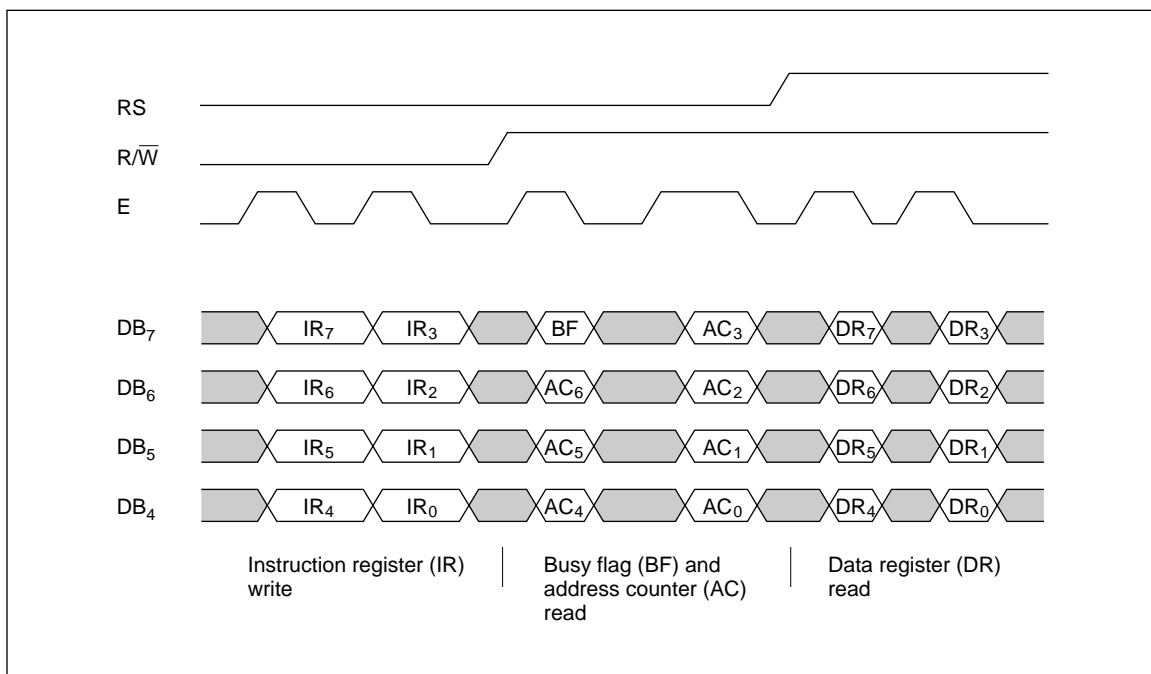 RS
R/W̅
E
DB₇ IR₇ IR₃ BF AC₃ DR₇ DR₃
DB₆ IR₆ IR₂ AC₆ AC₂ DR₆ DR₂
DB₅ IR₅ IR₁ AC₅ AC₁ DR₅ DR₁
DB₄ IR₄ IR₀ AC₄ AC₀ DR₄ DR₀
Instruction register (IR)
write
Busy flag (BF) and
address counter (AC)
read
Data register (DR)
read